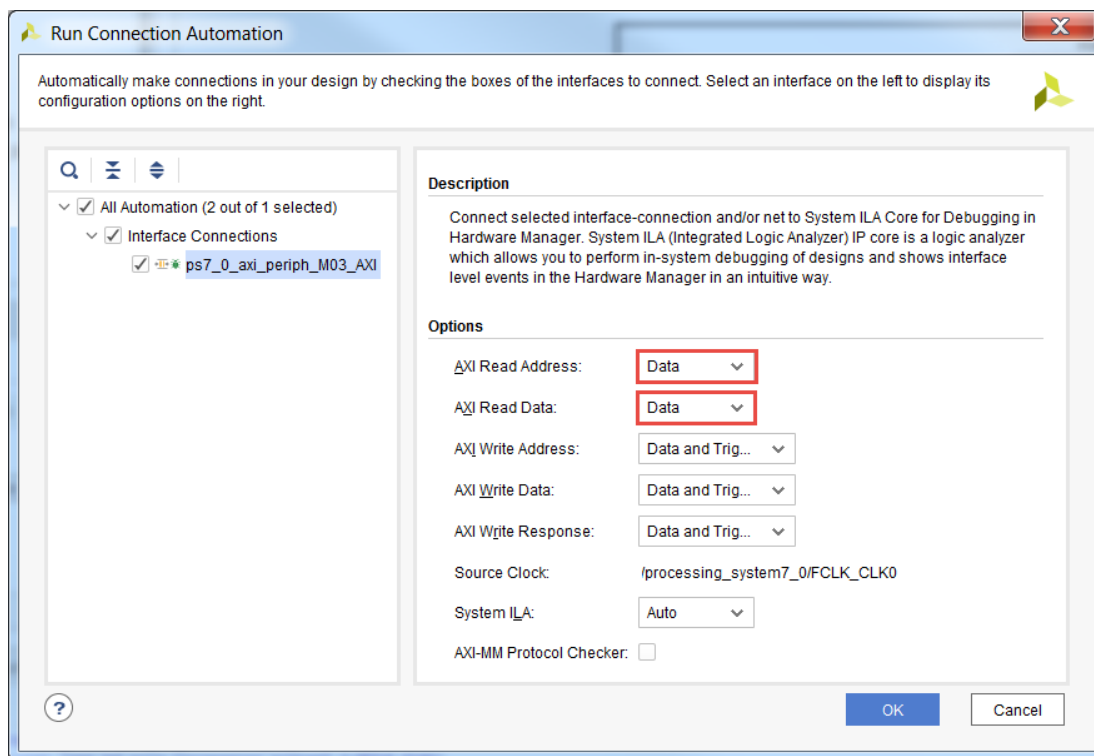 Run Connection Automation
Automatically make connections in your design by checking the boxes of the interfaces to connect. Select an interface on the left to display its
configuration options on the right.
All Automation (2 out of 1 selected)
Interface Connections
ps7_0_axi_periph_M03_AXI
Description
Connect selected interface-connection and/or net to System ILA Core for Debugging in
Hardware Manager. System ILA (Integrated Logic Analyzer) IP core is a logic analyzer
which allows you to perform in-system debugging of designs and shows interface
level events in the Hardware Manager in an intuitive way.
Options
AXI Read Address: Data
AXI Read Data: Data
AXI Write Address: Data and Trig...
AXI Write Data: Data and Trig...
AXI Write Response: Data and Trig...
Source Clock: /processing_system7_0/FCLK_CLK0
System ILA: Auto
AXI-MM Protocol Checker:
? OK Cancel